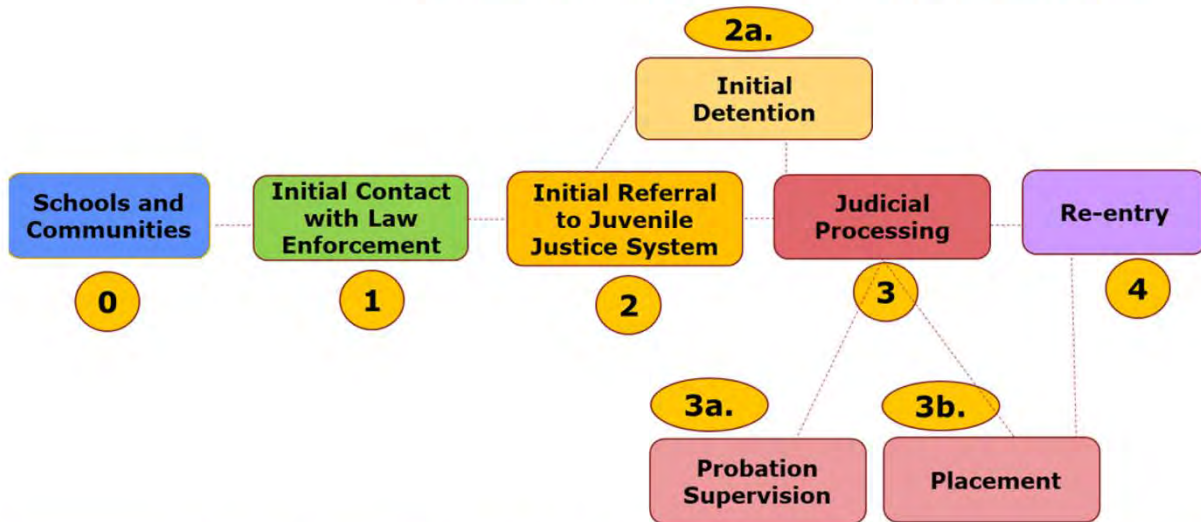 2a.
Initial
Detention
Schools and
Communities
0
Initial Contact
with Law
Enforcement
1
Initial Referral
to Juvenile
Justice System
2
Judicial
Processing
3
Re-entry
4
3a.
Probation
Supervision
3b.
Placement